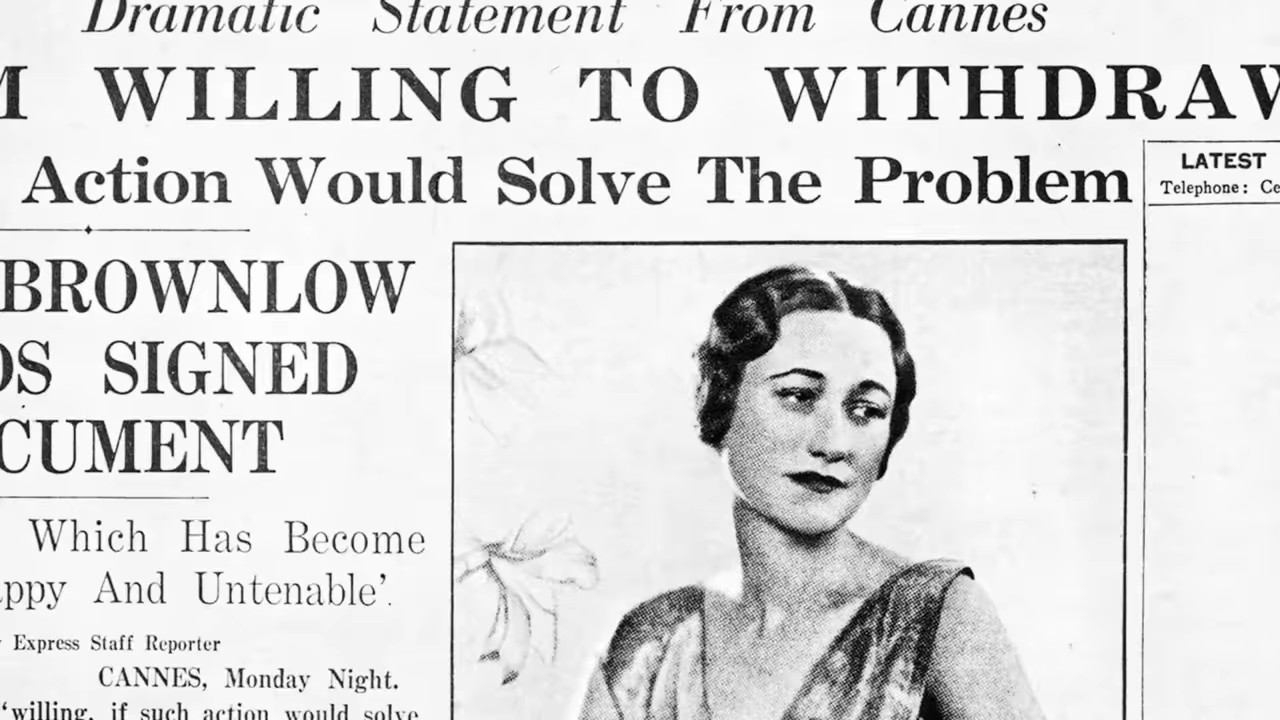 Dramatic Statement From Cannes
M WILLING TO WITHDRAW
Action Would Solve The Problem
LATEST
Telephone: Ce
BROWNLOW
DS SIGNED
CUMENT
Which Has Become
appy And Untenable’.
Express Staff Reporter
CANNES, Monday Night.
‘willing, if such action would solve